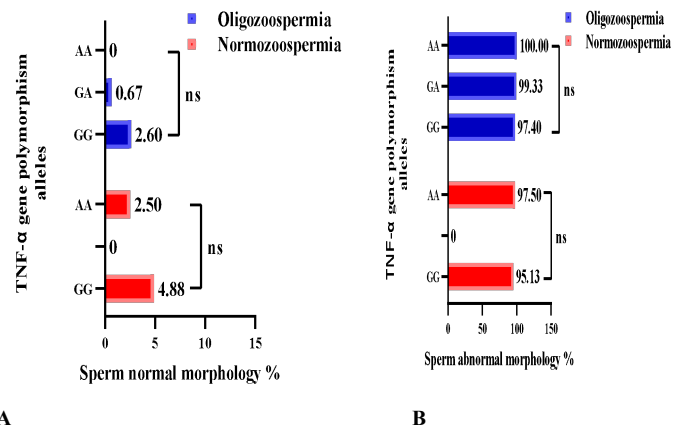 Oligozoospermia
Normozoospermia
TNF-α gene polymorphism
alleles
AA 0
GA 0.67
GG 2.60
ns
AA 2.50
0
GG 4.88
ns
0 5 10 15
Sperm normal morphology %
A
Oligozoospermia
Normozoospermia
TNF-α gene polymorphism
alleles
AA 100.00
GA 99.33
GG 97.40
ns
AA 97.50
0
GG 95.13
ns
0 50 100 150
Sperm abnormal morphology %
B